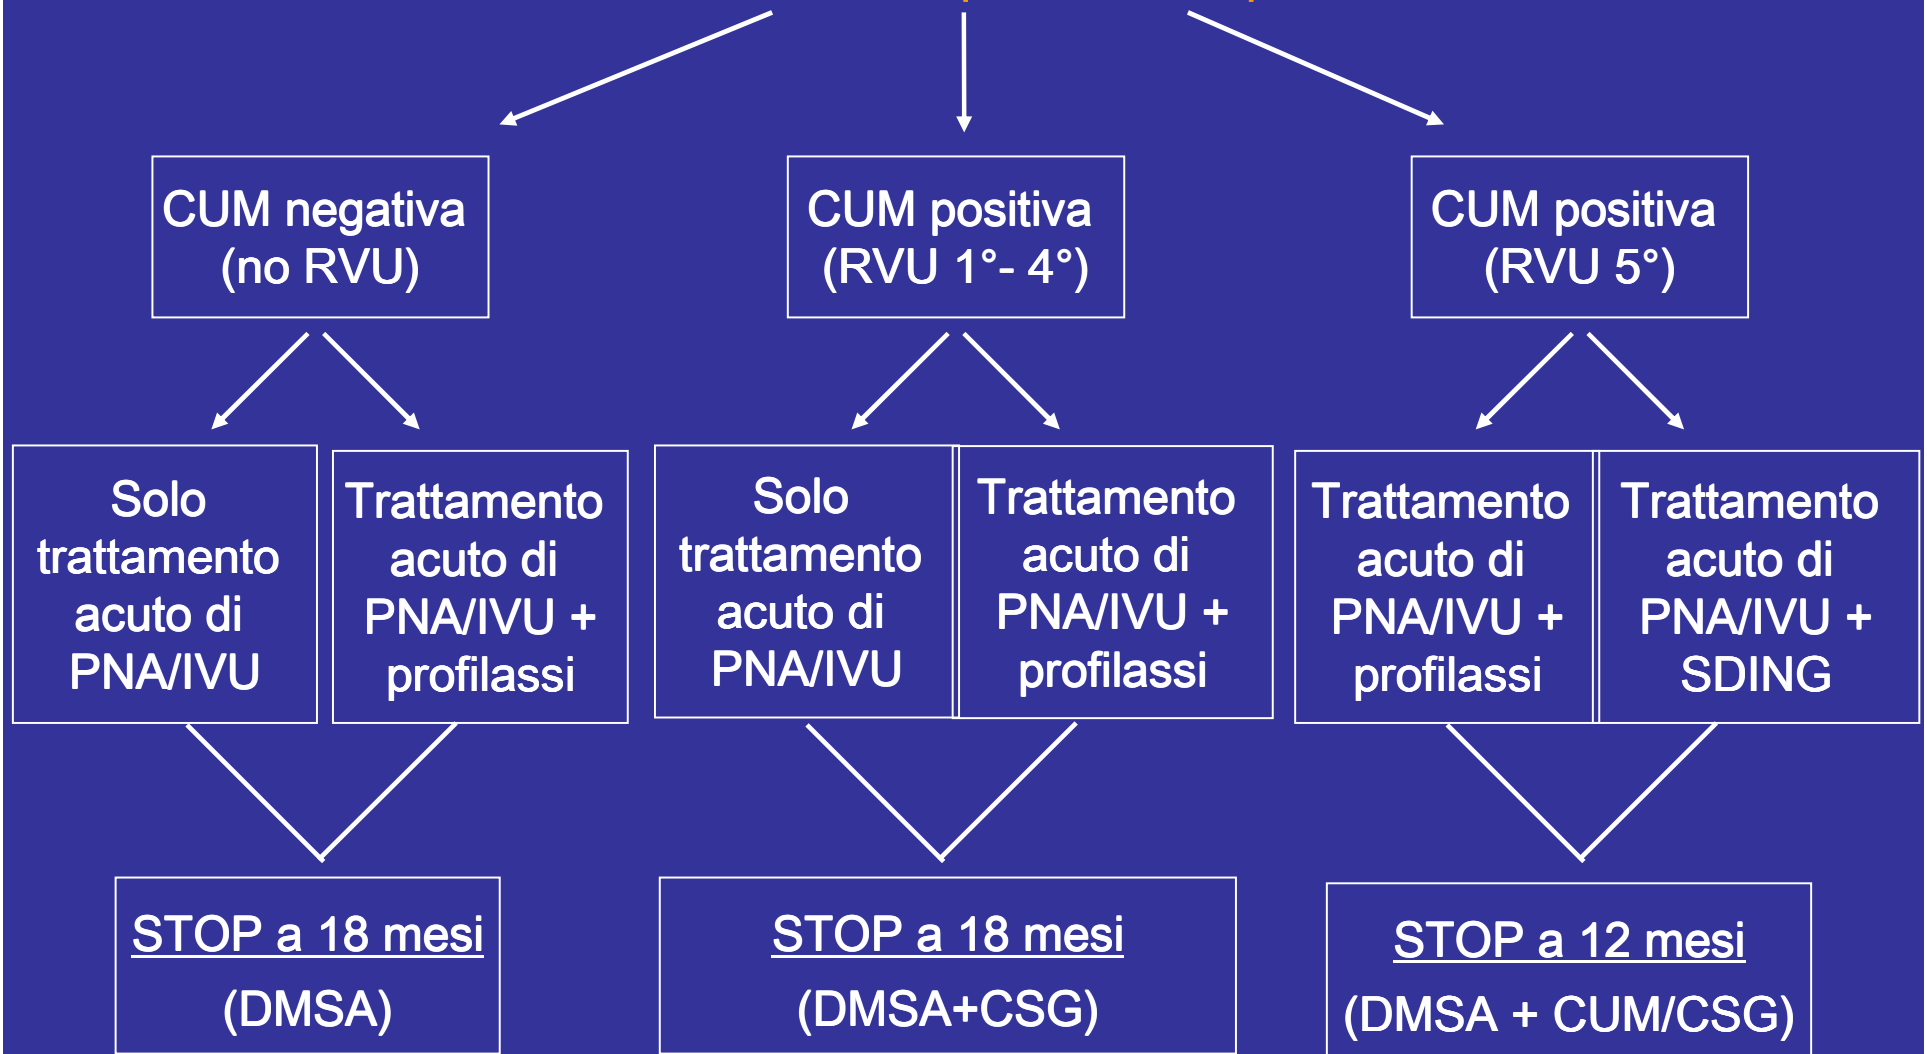 CUM negativa
(no RVU)
CUM positiva
(RVU 1°- 4°)
CUM positiva
(RVU 5°)
Solo
trattamento
acuto di
PNA/IVU
Trattamento
acuto di
PNA/IVU +
profilassi
Solo
trattamento
acuto di
PNA/IVU
Trattamento
acuto di
PNA/IVU +
profilassi
Trattamento
acuto di
PNA/IVU +
profilassi
Trattamento
acuto di
PNA/IVU +
SDING
STOP a 18 mesi
(DMSA)
STOP a 18 mesi
(DMSA+CSG)
STOP a 12 mesi
(DMSA + CUM/CSG)